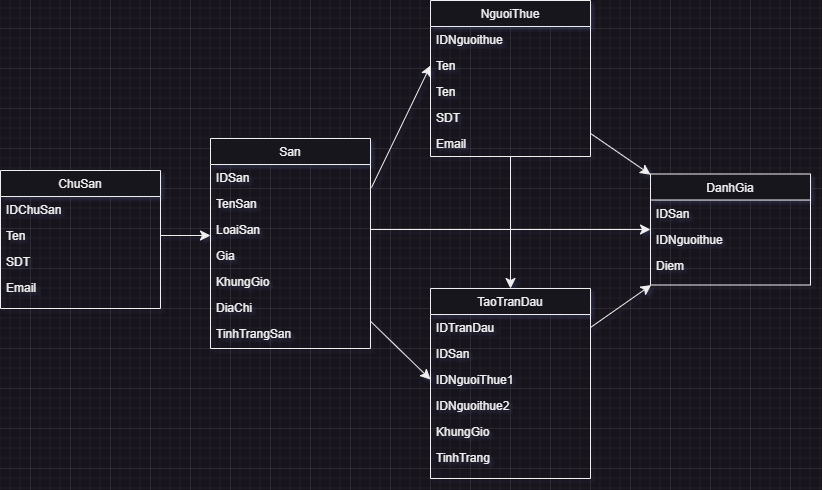 ChuSan
IDChuSan
Ten
SDT
Email
San
IDSan
TenSan
LoaiSan
Gia
KhungGio
DiaChi
TinhTrangSan
NguoiThue
IDNguoithue
Ten
Ten
SDT
Email
TaoTranDau
IDTranDau
IDSan
IDNguoiThue1
IDNguoithue2
KhungGio
TinhTrang
DanhGia
IDSan
IDNguoithue
Diem